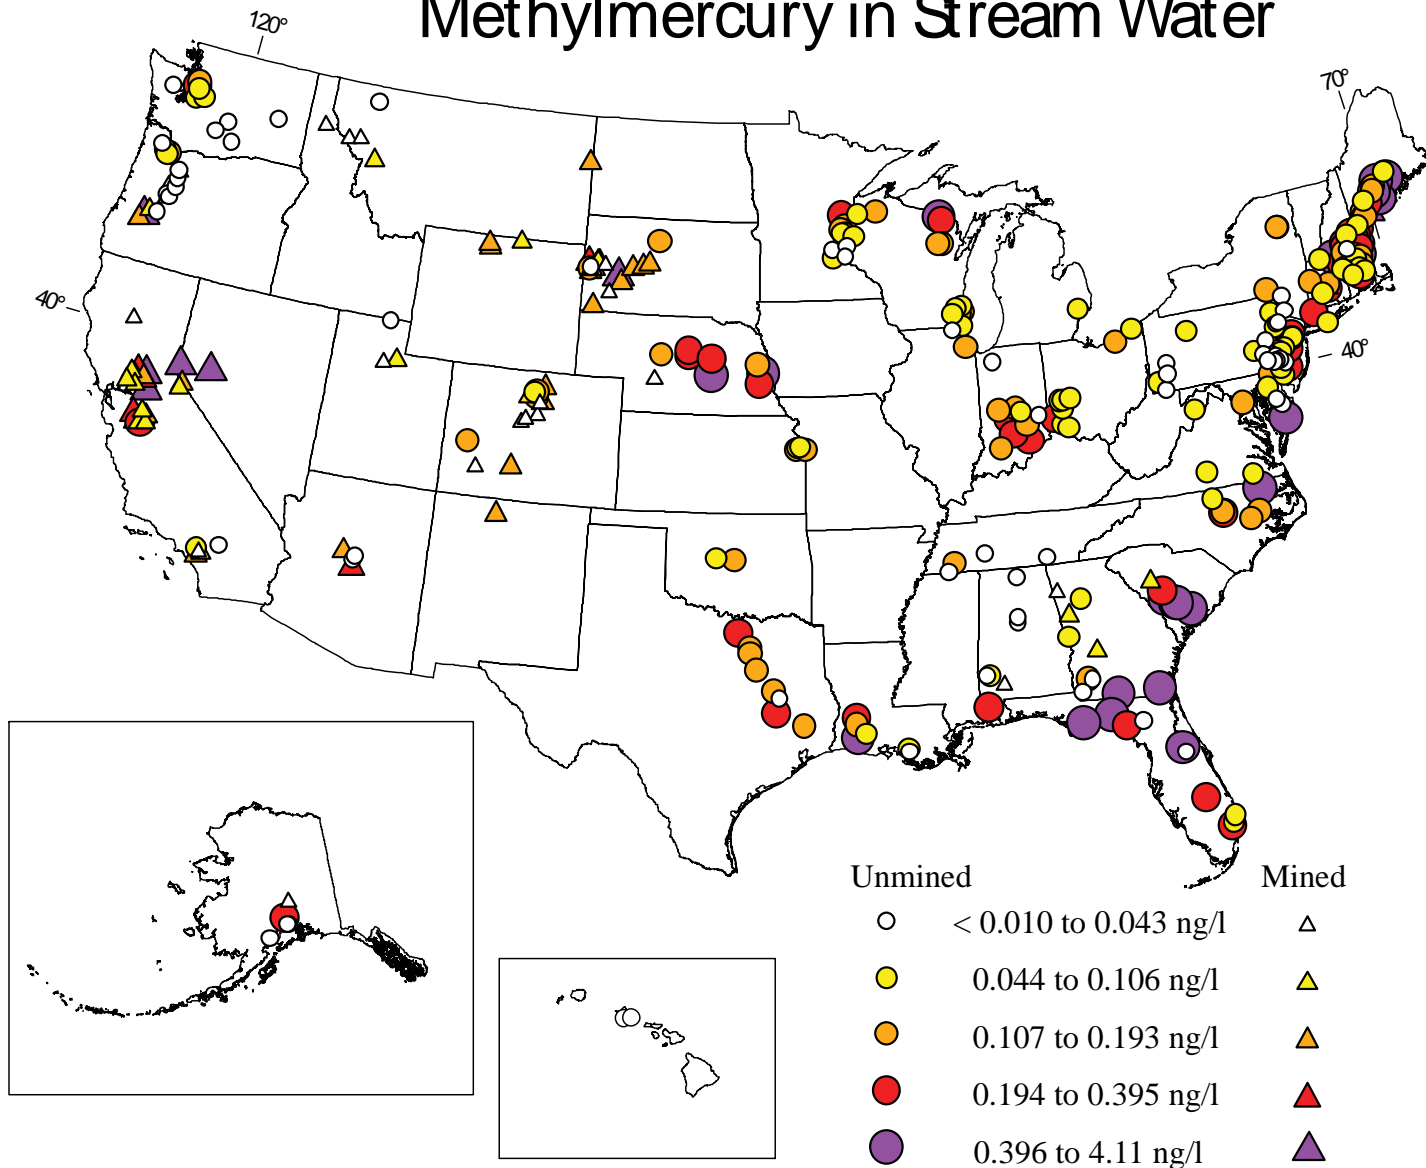 Methylmercury in Stream Water
120°
70°
40°
40°
Unmined Mined
< 0.010 to 0.043 ng/l
0.044 to 0.106 ng/l
0.107 to 0.193 ng/l
0.194 to 0.395 ng/l
0.396 to 4.11 ng/l